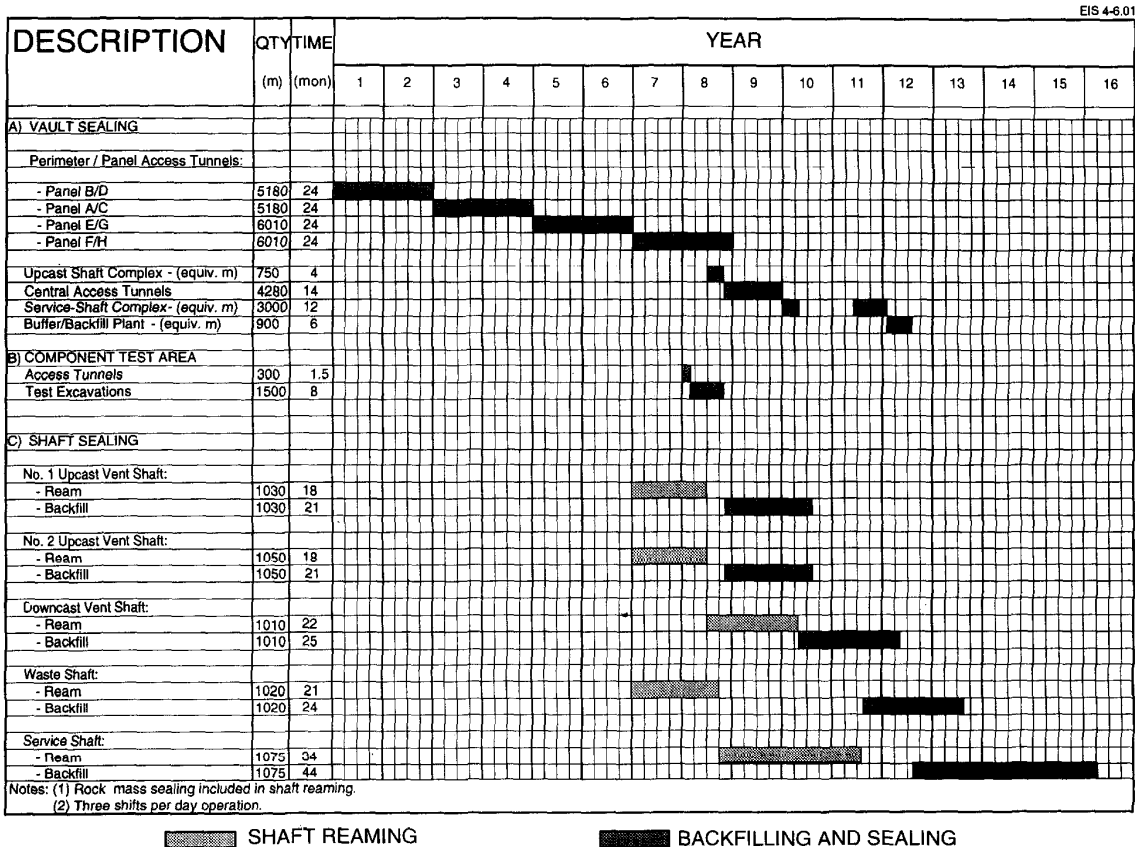 EIS 4-6.01
DESCRIPTION QTY TIME YEAR
(m) (mon) 1 2 3 4 5 6 7 8 9 10 11 12 13 14 15 16
A) VAULT SEALING
Perimeter / Panel Access Tunnels:
- Panel B/D 5180 24
- Panel A/C 5180 24
- Panel E/G 6010 24
- Panel F/H 6010 24
Upcast Shaft Complex - (equiv. m) 750 4
Central Access Tunnels 4280 14
Service-Shaft Complex- (equiv. m) 3000 12
Buffer/Backfill Plant - (equiv. m) 900 6
B) COMPONENT TEST AREA
Access Tunnels 300 1.5
Test Excavations 1500 8
C) SHAFT SEALING
No. 1 Upcast Vent Shaft:
- Ream 1030 18
- Backfill 1030 21
No. 2 Upcast Vent Shaft:
- Ream 1050 18
- Backfill 1050 21
Downcast Vent Shaft:
- Ream 1010 22
- Backfill 1010 25
Waste Shaft:
- Ream 1020 21
- Backfill 1020 24
Service Shaft:
- Ream 1075 34
- Backfill 1075 44
Notes: (1) Rock mass sealing included in shaft reaming.
(2) Three shifts per day operation.
SHAFT REAMING BACKFILLING AND SEALING